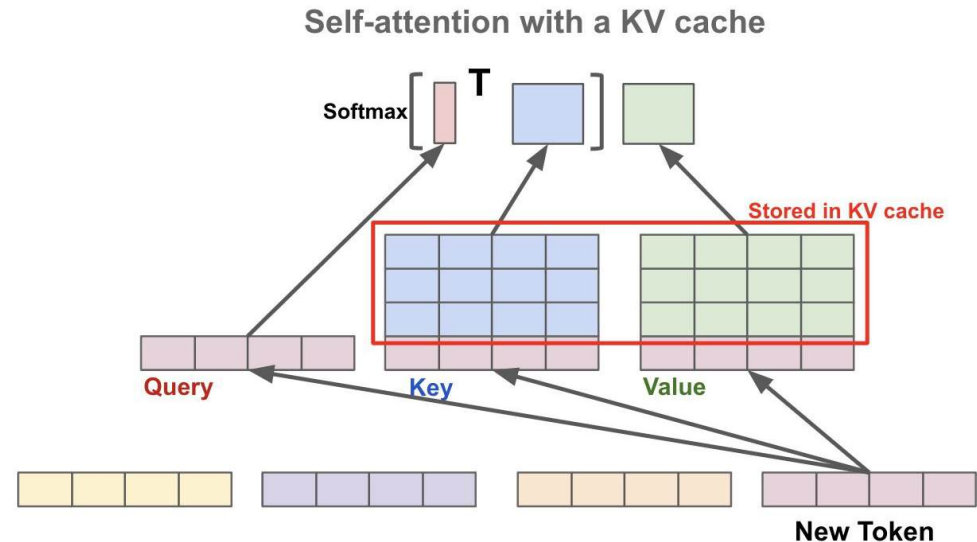 Self-attention with a KV cache
T
Softmax
Stored in KV cache
Query
Key
Value
New Token